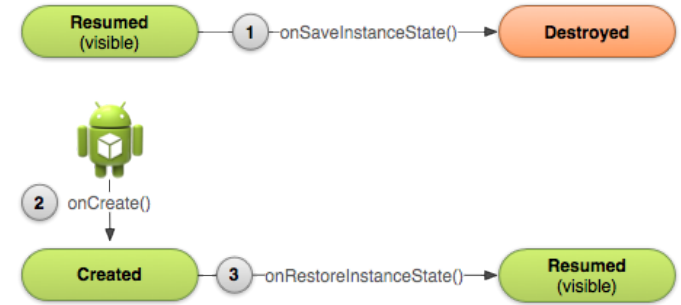 Resumed
(visible)
1
onSaveInstanceState()
Destroyed
2
onCreate()
Created
3
onRestoreInstanceState()
Resumed
(visible)